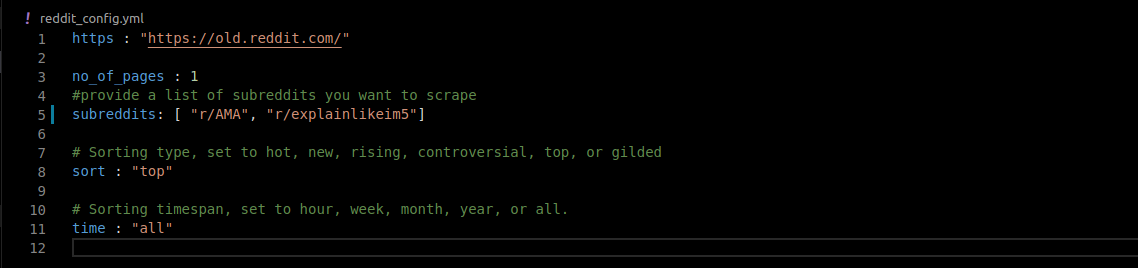 ! reddit_config.yml
1 https : "https://old.reddit.com/"
2
3 no_of_pages : 1
4 #provide a list of subreddits you want to scrape
5 subreddits: [ "r/AMA", "r/explainlikeim5"]
6
7 # Sorting type, set to hot, new, rising, controversial, top, or gilded
8 sort : "top"
9
10 # Sorting timespan, set to hour, week, month, year, or all.
11 time : "all"
12